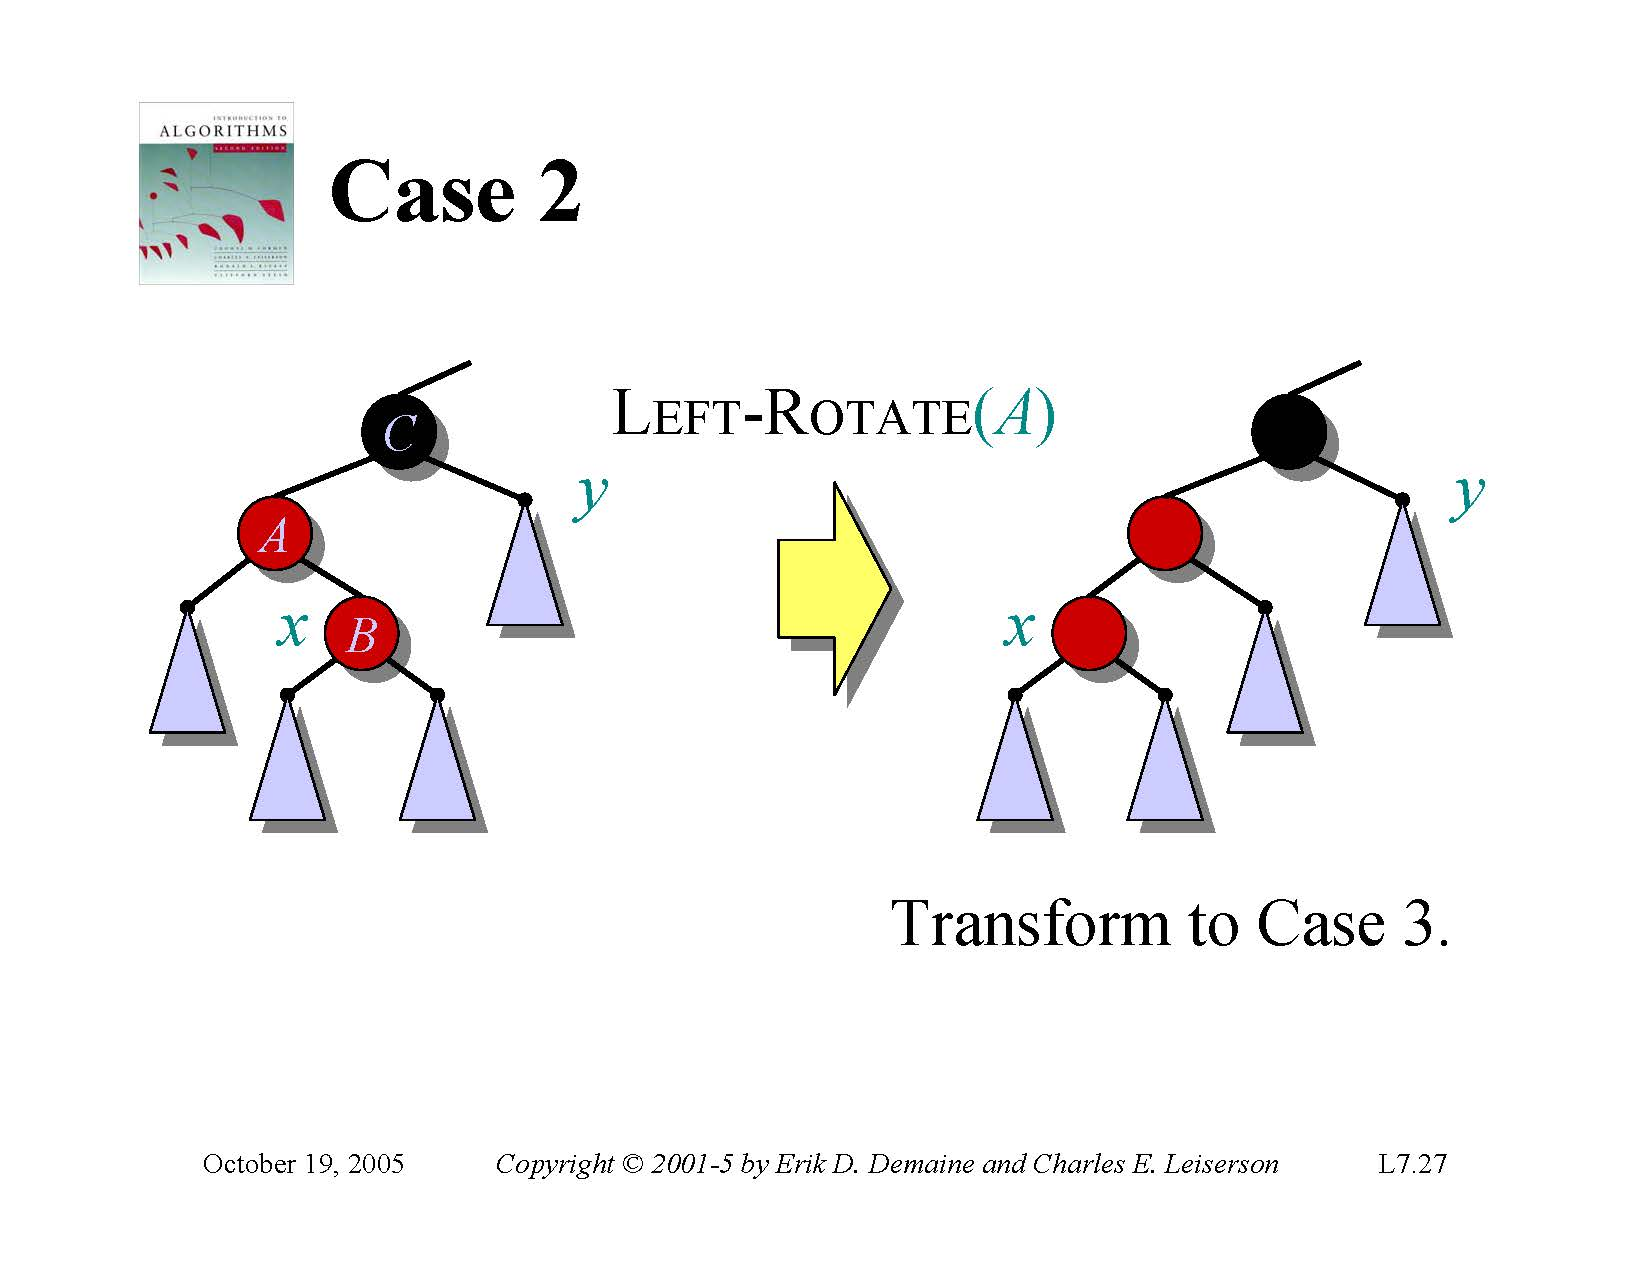 INTRODUCTION TO
ALGORITHMS
SECOND EDITION
Case 2
C
LEFT-ROTATE(A)
y
y
A
x
B
x
Transform to Case 3.
October 19, 2005
Copyright © 2001-5 by Erik D. Demaine and Charles E. Leiserson
L7.27